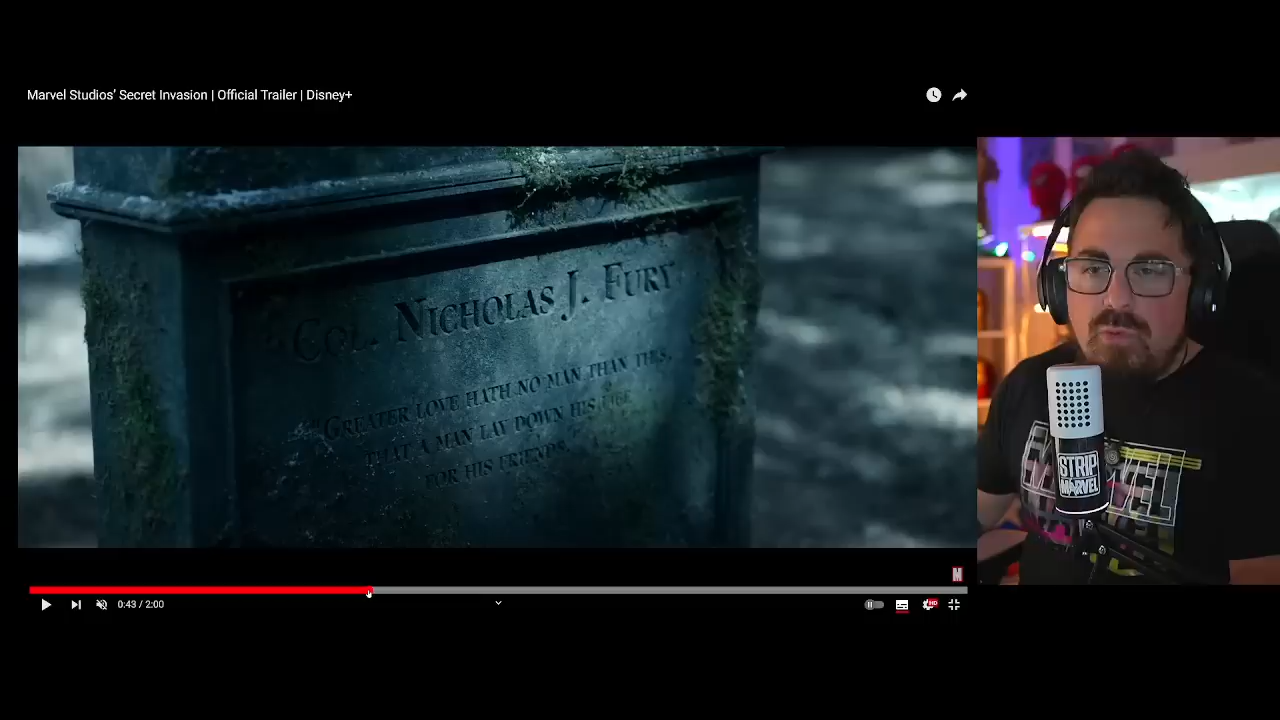 Marvel Studios' Secret Invasion | Official Trailer | Disney+
COL. NICHOLAS J. FURY
"GREATER LOVE HATH NO MAN THAN THIS,
THAT A MAN LAY DOWN HIS LIFE
FOR HIS FRIENDS.
STRIP
MARVEL
M
0:43 / 2:00
HD